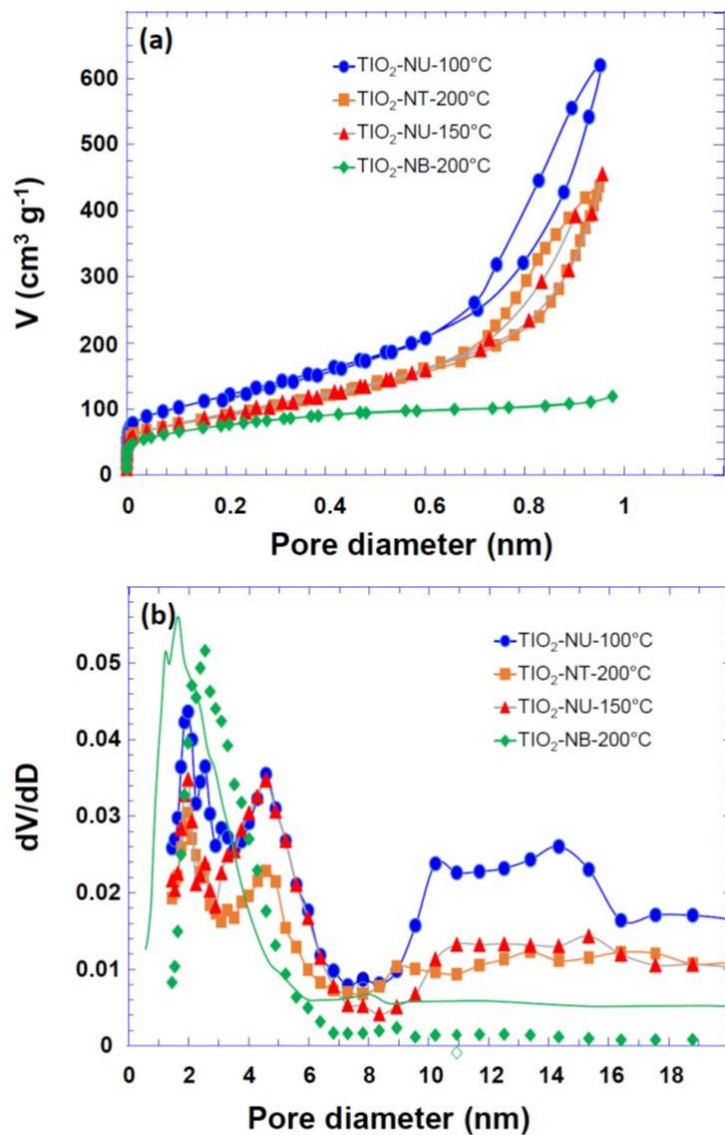 (a)
TIO₂-NU-100°C
TIO₂-NT-200°C
TIO₂-NU-150°C
TIO₂-NB-200°C
600
500
400
300
200
100
0
V (cm³ g⁻¹)
0
0.2
0.4
0.6
0.8
1
Pore diameter (nm)
(b)
TIO₂-NU-100°C
TIO₂-NT-200°C
TIO₂-NU-150°C
TIO₂-NB-200°C
0.05
0.04
0.03
0.02
0.01
0
dV/dD
0
2
4
6
8
10
12
14
16
18
Pore diameter (nm)